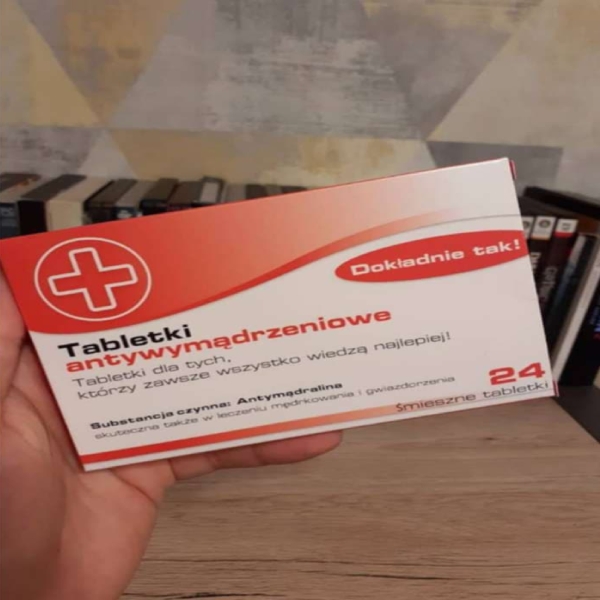 Dokładnie tak!
Tabletki
antywymądrzeniowe
Tabletki dla tych,
którzy zawsze wszystko wiedzą najlepiej!
Substancja czynna: Antymądralina
skuteczna także w leczeniu mędrkowania i gwiazdorzenia
24
Śmieszne tabletki